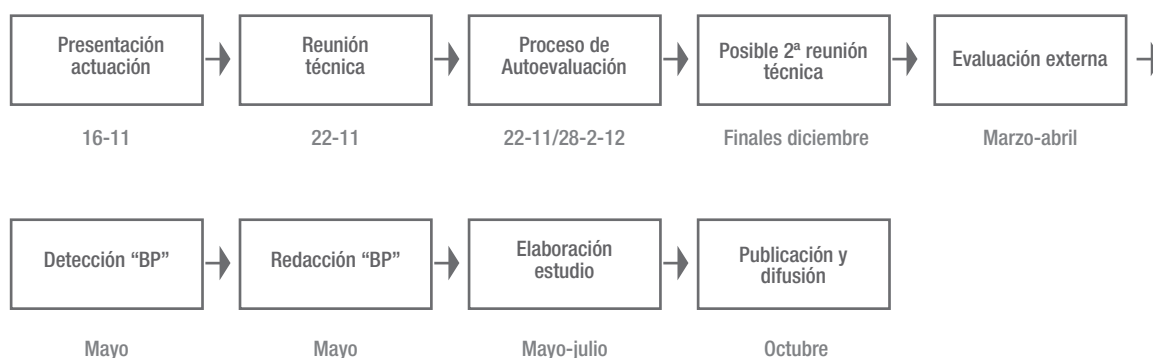 Presentación
actuación
Reunión
técnica
Proceso de
Autoevaluación
Posible 2ª reunión
técnica
Evaluación externa
16-11
22-11
22-11/28-2-12
Finales diciembre
Marzo-abril
Detección “BP”
Redacción “BP”
Elaboración
estudio
Publicación y
difusión
Mayo
Mayo
Mayo-julio
Octubre